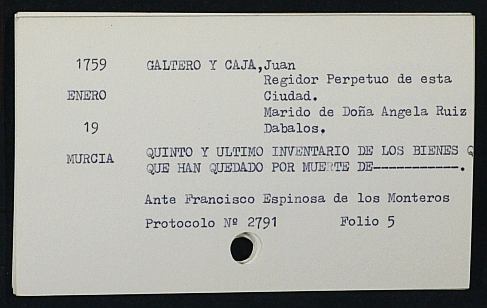 1759 GALTERO Y CAJA,Juan
Regidor Perpetuo de esta
ENERO Ciudad.
Marido de Doña Angela Ruiz
19 Dabalos.
MURCIA QUINTO Y ULTIMO INVENTARIO DE LOS BIENES Q
QUE HAN QUEDADO POR MUERTE DE-----------.
Ante Francisco Espinosa de los Monteros
Protocolo Nº 2791 Folio 5